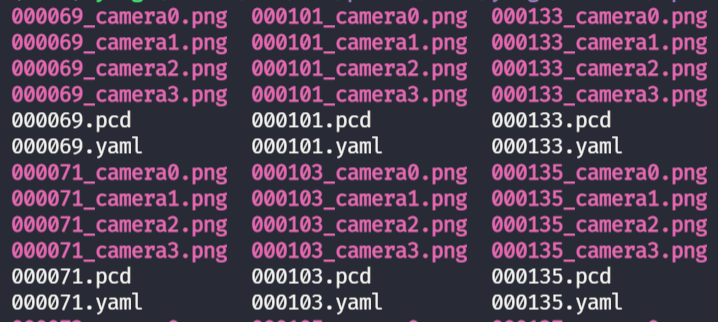 000069_camera0.png 000101_camera0.png 000133_camera0.png
000069_camera1.png 000101_camera1.png 000133_camera1.png
000069_camera2.png 000101_camera2.png 000133_camera2.png
000069_camera3.png 000101_camera3.png 000133_camera3.png
000069.pcd 000101.pcd 000133.pcd
000069.yaml 000101.yaml 000133.yaml
000071_camera0.png 000103_camera0.png 000135_camera0.png
000071_camera1.png 000103_camera1.png 000135_camera1.png
000071_camera2.png 000103_camera2.png 000135_camera2.png
000071_camera3.png 000103_camera3.png 000135_camera3.png
000071.pcd 000103.pcd 000135.pcd
000071.yaml 000103.yaml 000135.yaml